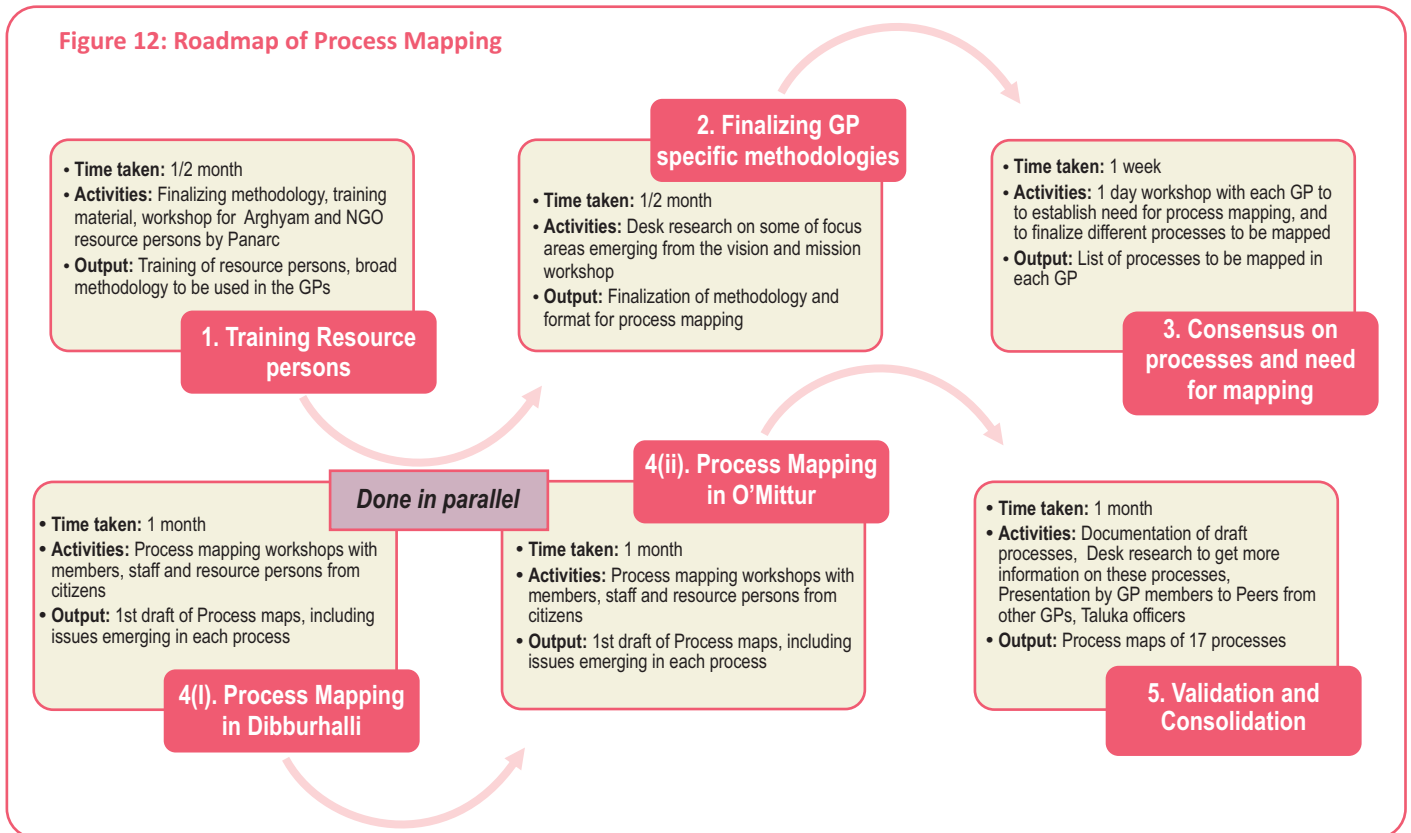 Figure 12: Roadmap of Process Mapping
• Time taken: 1/2 month
• Activities: Finalizing methodology, training
material, workshop for Arghyam and NGO
resource persons by Panarc
• Output: Training of resource persons, broad
methodology to be used in the GPs
1. Training Resource
persons
2. Finalizing GP
specific methodologies
• Time taken: 1/2 month
• Activities: Desk research on some of focus
areas emerging from the vision and mission
workshop
• Output: Finalization of methodology and
format for process mapping
• Time taken: 1 week
• Activities: 1 day workshop with each GP to
to establish need for process mapping, and
to finalize different processes to be mapped
• Output: List of processes to be mapped in
each GP
3. Consensus on
processes and need
for mapping
Done in parallel
• Time taken: 1 month
• Activities: Process mapping workshops with
members, staff and resource persons from
citizens
• Output: 1st draft of Process maps, including
issues emerging in each process
4(I). Process Mapping
in Dibburhalli
4(ii). Process Mapping
in O’Mittur
• Time taken: 1 month
• Activities: Process mapping workshops with
members, staff and resource persons from
citizens
• Output: 1st draft of Process maps, including
issues emerging in each process
• Time taken: 1 month
• Activities: Documentation of draft
processes, Desk research to get more
information on these processes,
Presentation by GP members to Peers from
other GPs, Taluka officers
• Output: Process maps of 17 processes
5. Validation and
Consolidation